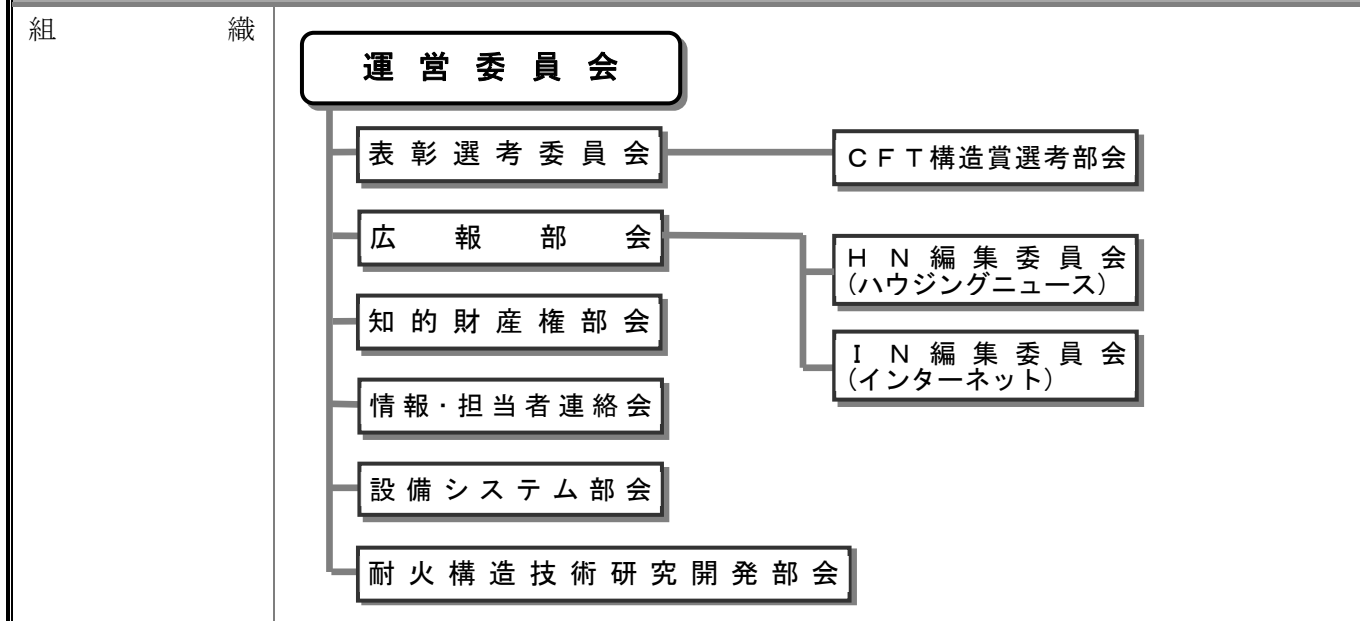 組織
運営委員会
表彰選考委員会
CFT構造賞選考部会
広報部会
HN編集委員会
(ハウジングニュース)
IN編集委員会
(インターネット)
知的財産権部会
情報・担当者連絡会
設備システム部会
耐火構造技術研究開発部会